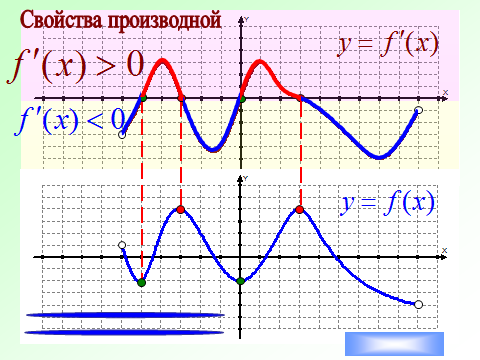 Свойства производной
Y
y = f′(x)
f′(x) > 0
X
f′(x) < 0
Y
y = f(x)
X